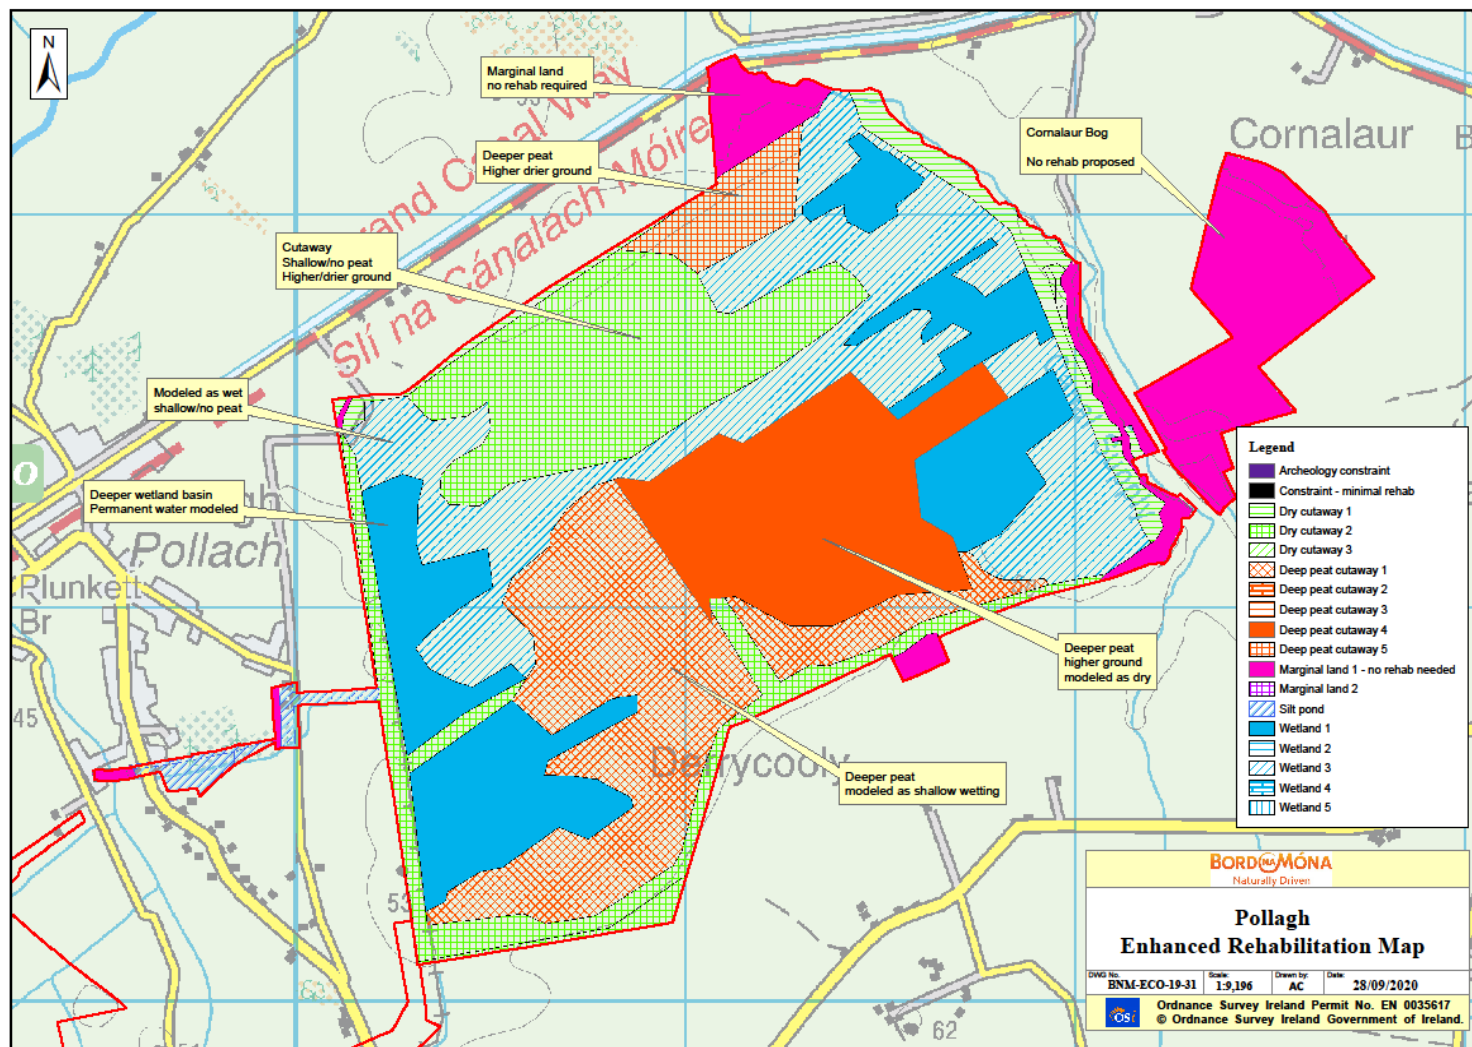 N
Marginal land
no rehab required
Deeper peat
Higher drier ground
Cutaway
Shallow/no peat
Higher/drier ground
Modeled as wet
shallow/no peat
Deeper wetland basin
Permanent water modeled
Cornalaur Bog
No rehab proposed
Cornalaur
and Canal Way
Slí na Cánalach Móire
Pollach
Plunkett
Br
45
53
62
Derrycooly
Deeper peat
higher ground
modeled as dry
Deeper peat
modeled as shallow wetting
Legend
Archeology constraint
Constraint - minimal rehab
Dry cutaway 1
Dry cutaway 2
Dry cutaway 3
Deep peat cutaway 1
Deep peat cutaway 2
Deep peat cutaway 3
Deep peat cutaway 4
Deep peat cutaway 5
Marginal land 1 - no rehab needed
Marginal land 2
Silt pond
Wetland 1
Wetland 2
Wetland 3
Wetland 4
Wetland 5
BORD NA MÓNA
Naturally Driven
Pollagh
Enhanced Rehabilitation Map
DWG No. BNM-ECO-19-31 Scale: 1:9,196 Drawn by: AC Date: 28/09/2020
OSi
Ordnance Survey Ireland Permit No. EN 0035617
© Ordnance Survey Ireland Government of Ireland.